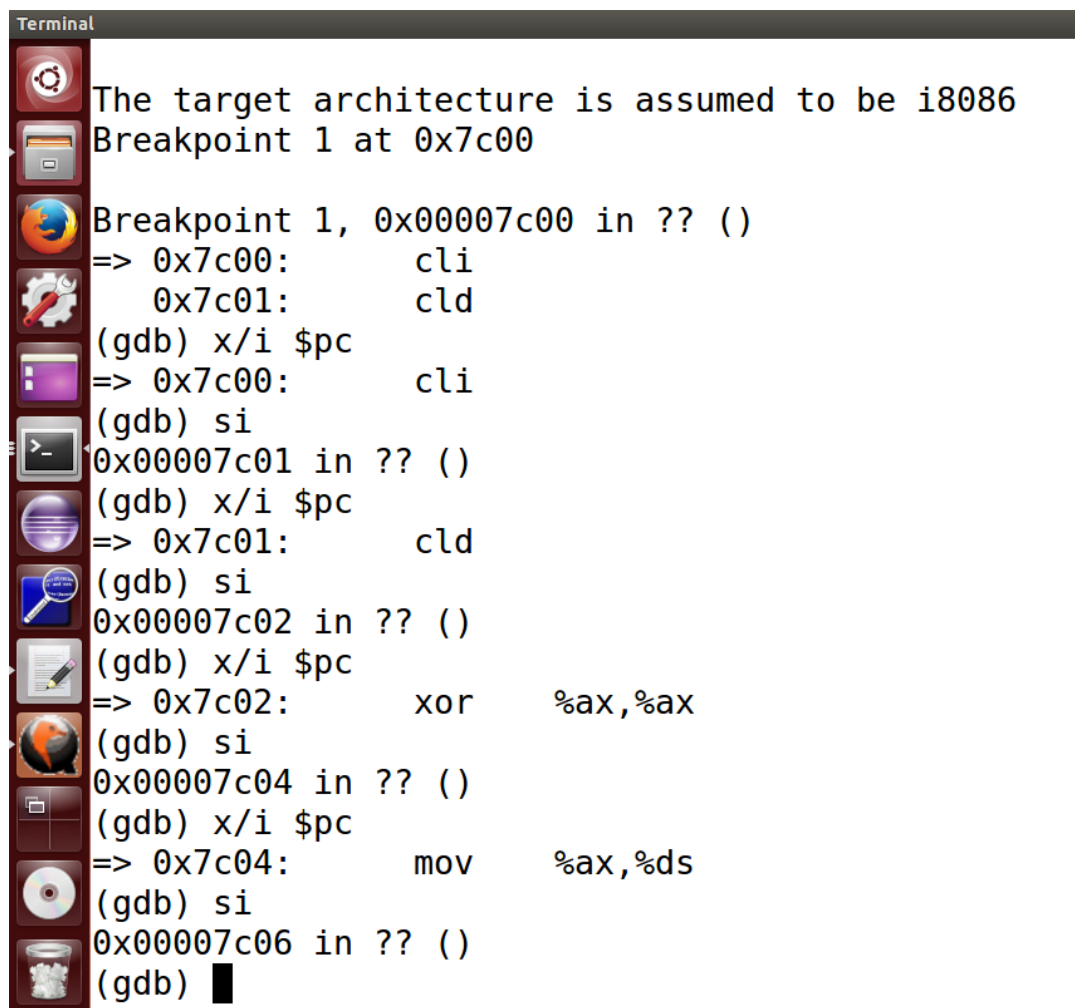 Terminal
The target architecture is assumed to be i8086
Breakpoint 1 at 0x7c00
Breakpoint 1, 0x00007c00 in ?? ()
=> 0x7c00:      cli
   0x7c01:      cld
(gdb) x/i $pc
=> 0x7c00:      cli
(gdb) si
0x00007c01 in ?? ()
(gdb) x/i $pc
=> 0x7c01:      cld
(gdb) si
0x00007c02 in ?? ()
(gdb) x/i $pc
=> 0x7c02:      xor    %ax,%ax
(gdb) si
0x00007c04 in ?? ()
(gdb) x/i $pc
=> 0x7c04:      mov    %ax,%ds
(gdb) si
0x00007c06 in ?? ()
(gdb)